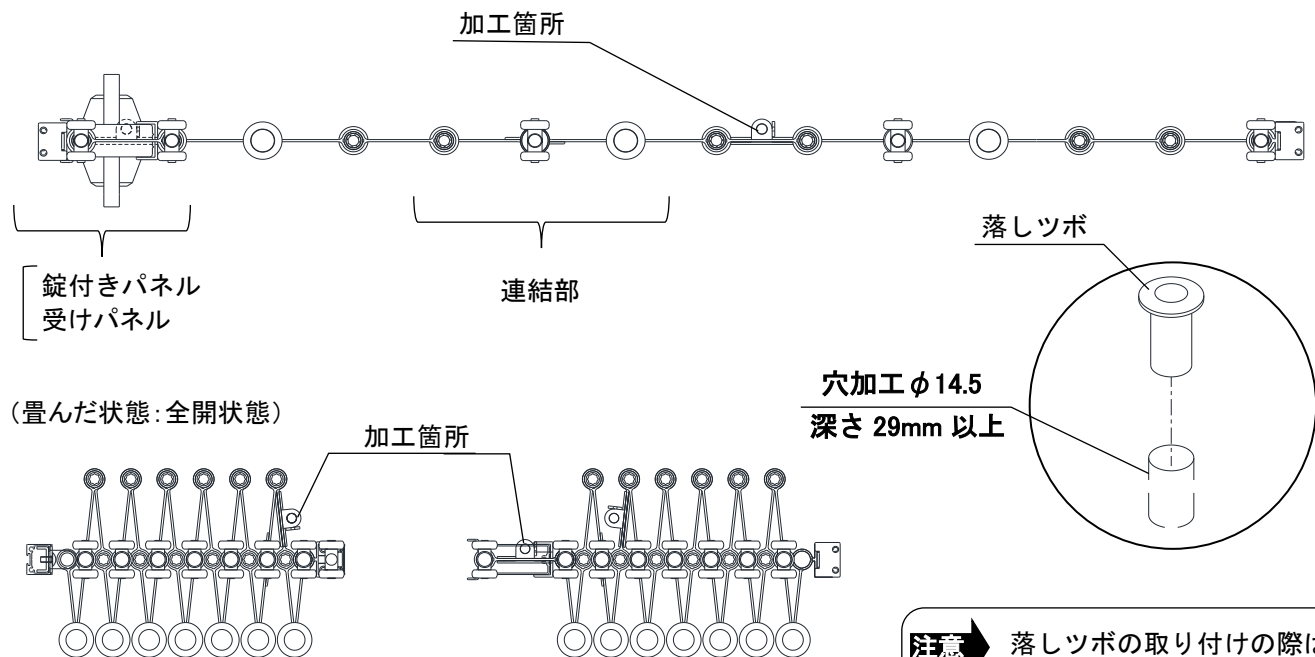 加工箇所
落しツボ
錠付きパネル
受けパネル
連結部
穴加工φ14.5
深さ 29mm 以上
(畳んだ状態:全開状態)
加工箇所
注意 落しツボの取り付けの際は